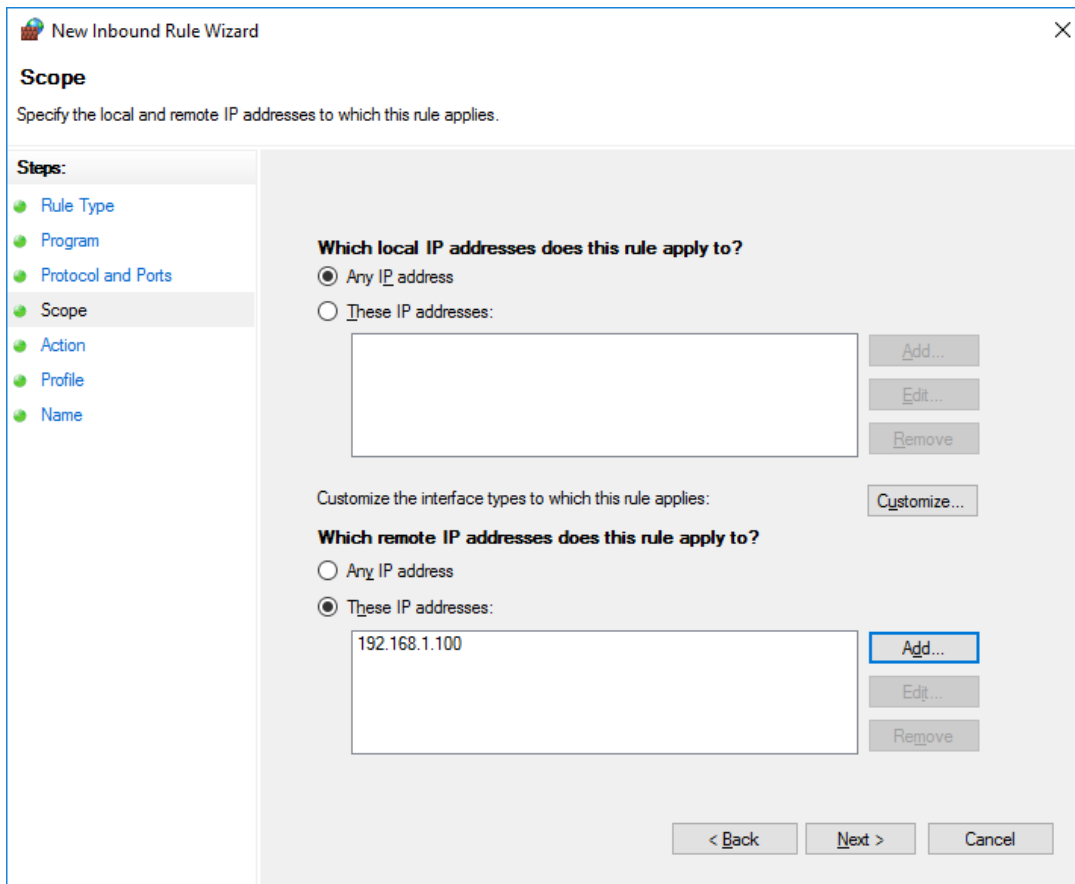 New Inbound Rule Wizard
Scope
Specify the local and remote IP addresses to which this rule applies.
Steps:
Rule Type
Program
Protocol and Ports
Scope
Action
Profile
Name
Which local IP addresses does this rule apply to?
Any IP address
These IP addresses:
Add...
Edit...
Remove
Customize the interface types to which this rule applies:
Customize...
Which remote IP addresses does this rule apply to?
Any IP address
These IP addresses:
192.168.1.100
Add...
Edit...
Remove
< Back
Next >
Cancel